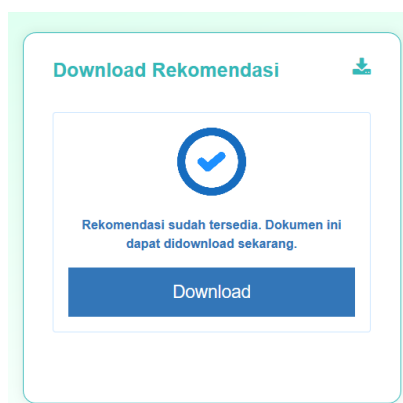 Download Rekomendasi
Rekomendasi sudah tersedia. Dokumen ini
dapat didownload sekarang.
Download